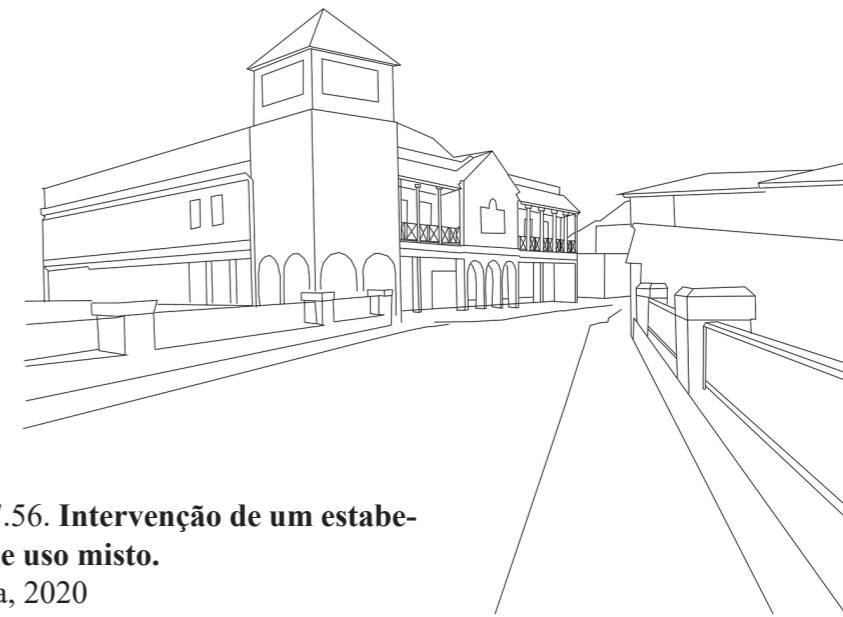 7.56. Intervenção de um estabe-
e uso misto.
a, 2020